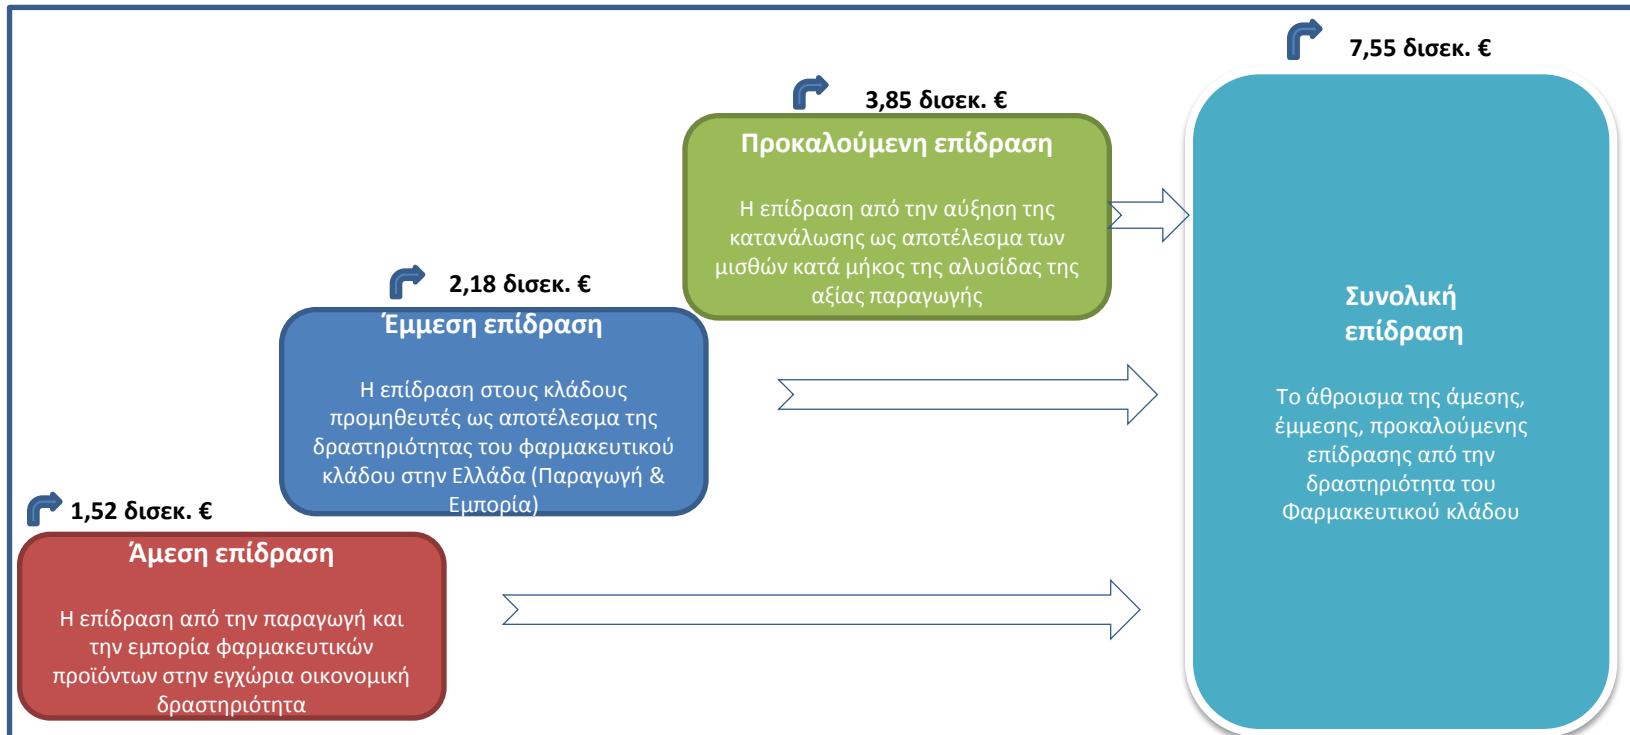 7,55 δισεκ. €
3,85 δισεκ. €
Προκαλούμενη επίδραση
Η επίδραση από την αύξηση της
κατανάλωσης ως αποτέλεσμα των
μισθών κατά μήκος της αλυσίδας της
αξίας παραγωγής
2,18 δισεκ. €
Έμμεση επίδραση
Η επίδραση στους κλάδους
προμηθευτές ως αποτέλεσμα της
δραστηριότητας του φαρμακευτικού
κλάδου στην Ελλάδα (Παραγωγή &
Εμπορία)
1,52 δισεκ. €
Άμεση επίδραση
Η επίδραση από την παραγωγή και
την εμπορία φαρμακευτικών
προϊόντων στην εγχώρια οικονομική
δραστηριότητα
Συνολική
επίδραση
Το άθροισμα της άμεσης,
έμμεσης, προκαλούμενης
επίδρασης από την
δραστηριότητα του
Φαρμακευτικού κλάδου